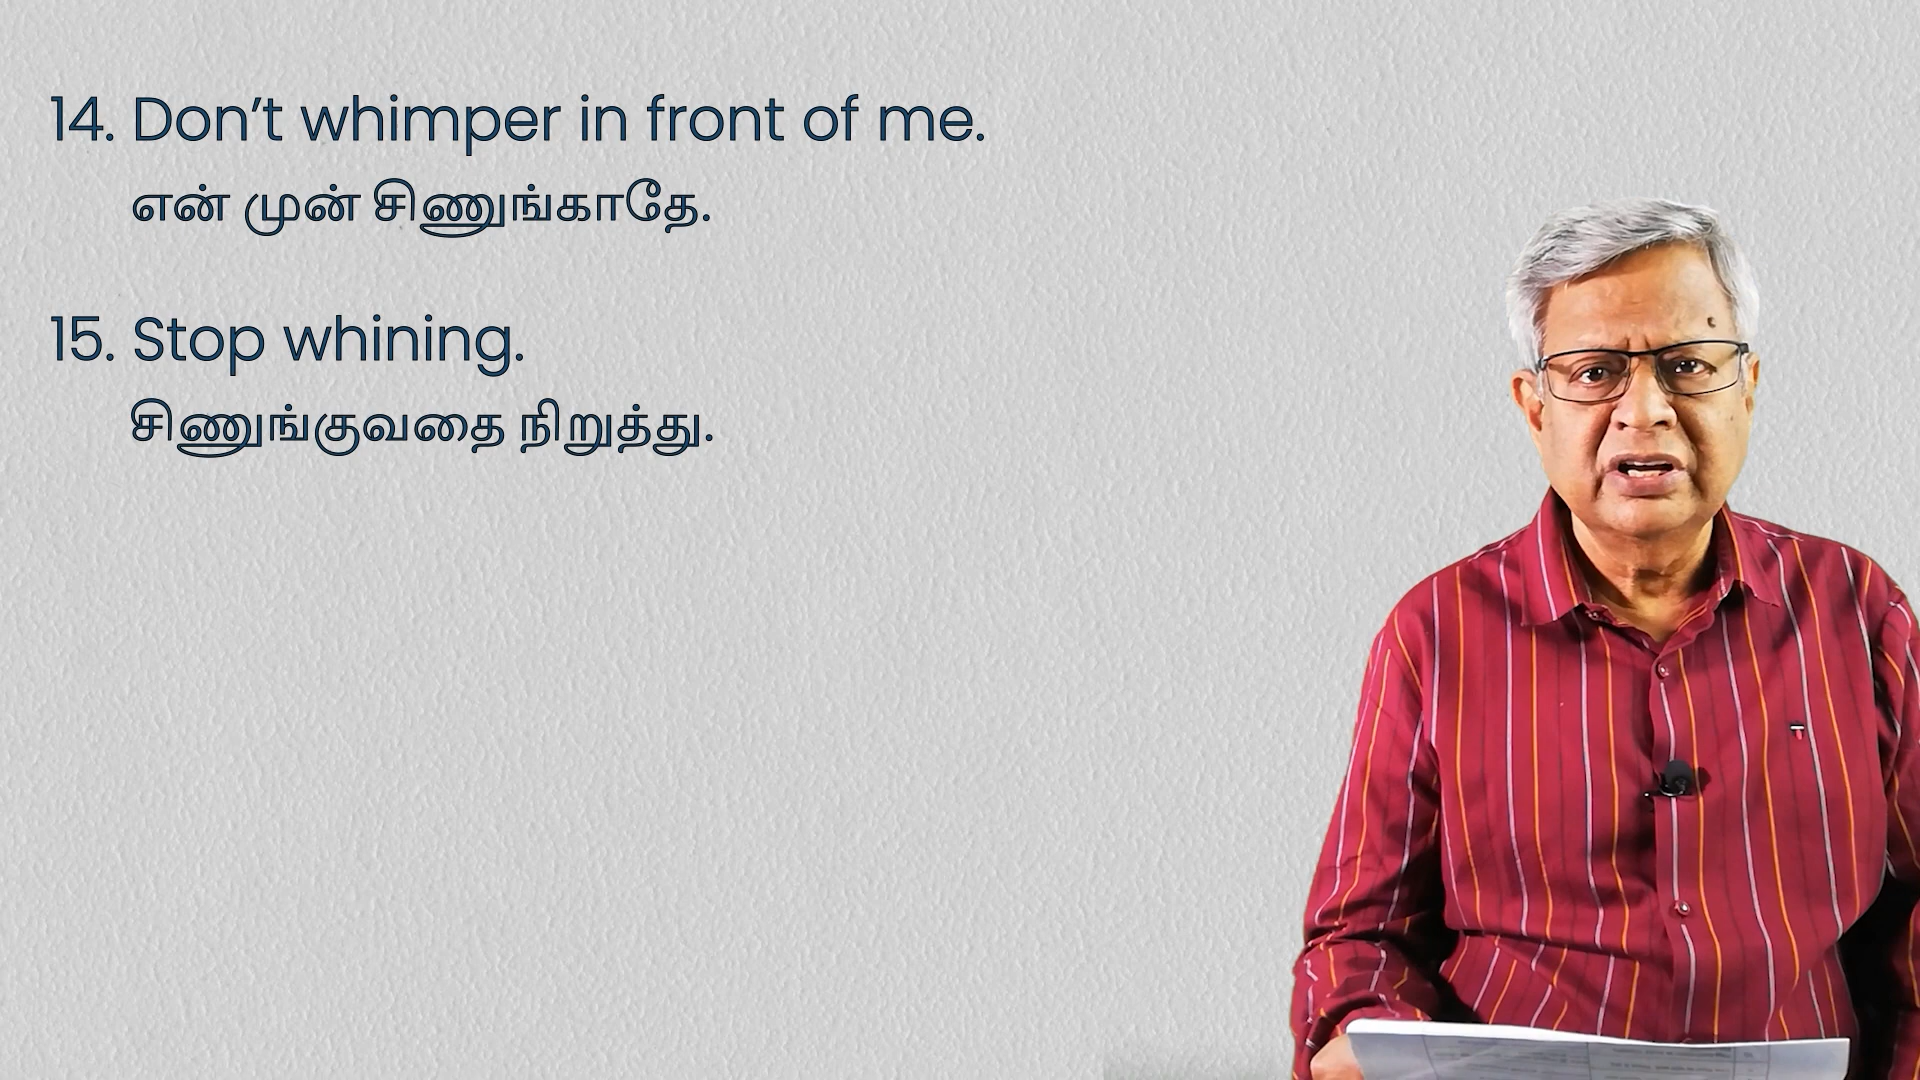 14. Don’t whimper in front of me.
என் முன் சிணுங்காதே.
15. Stop whining.
சிணுங்குவதை நிறுத்து.